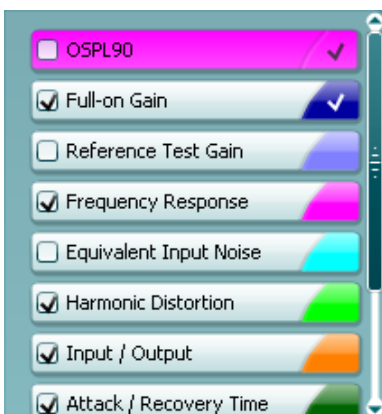 OSPL90
Full-on Gain
Reference Test Gain
Frequency Response
Equivalent Input Noise
Harmonic Distortion
Input / Output
Attack / Recovery Time